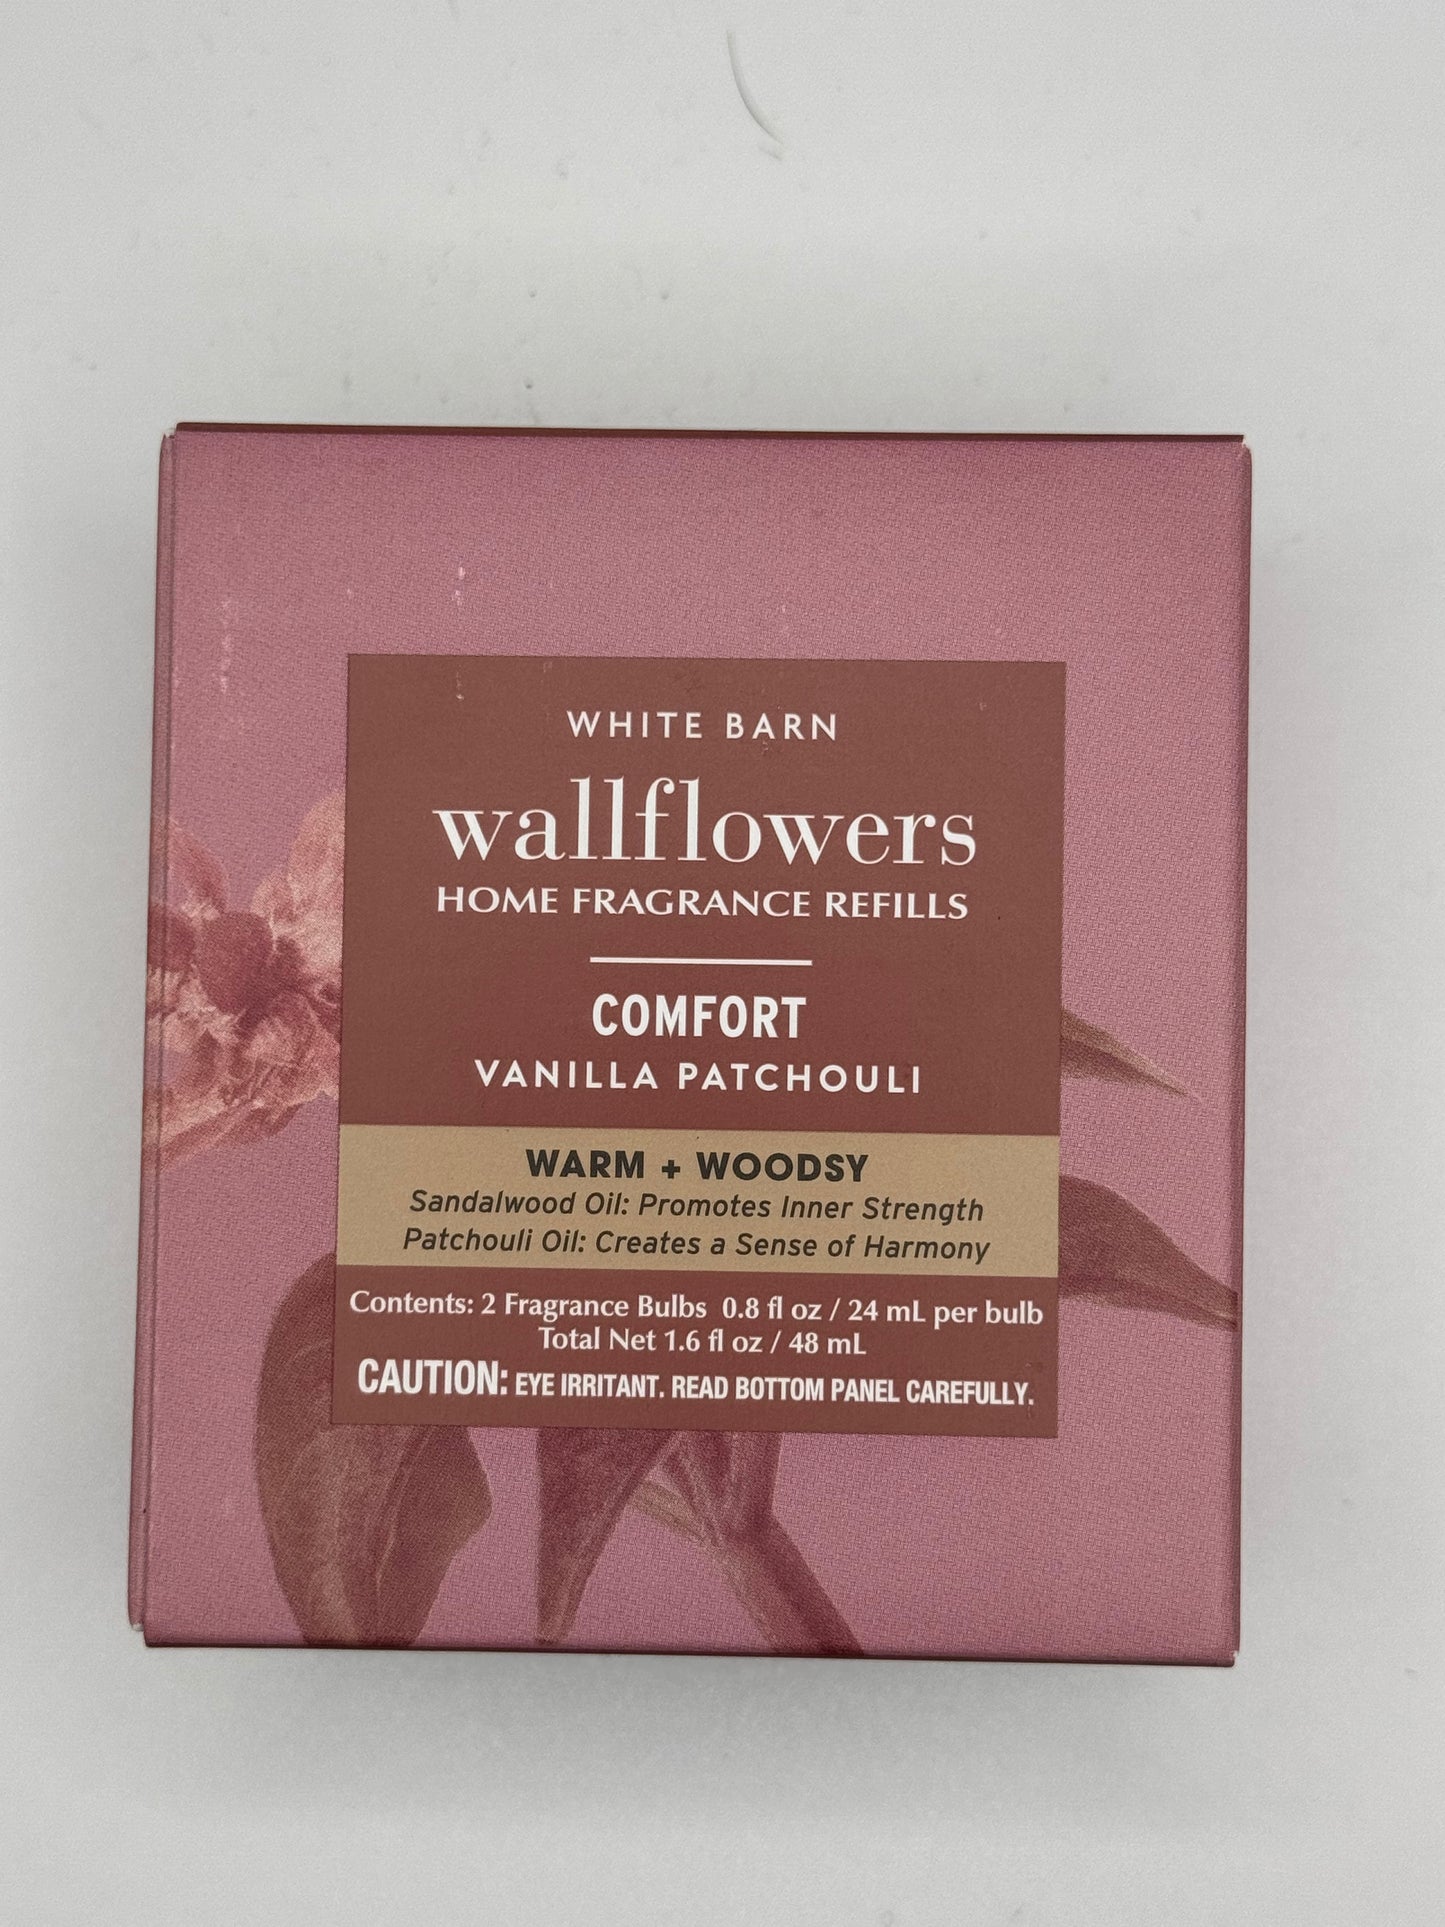 WHITE BARN
wallflowers
HOME FRAGRANCE REFILLS
COMFORT
VANILLA PATCHOULI
WARM + WOODSY
Sandalwood Oil: Promotes Inner Strength
Patchouli Oil: Creates a Sense of Harmony
Contents: 2 Fragrance Bulbs 0.8 fl oz / 24 mL per bulb
Total Net 1.6 fl oz / 48 mL
CAUTION: EYE IRRITANT. READ BOTTOM PANEL CAREFULLY.